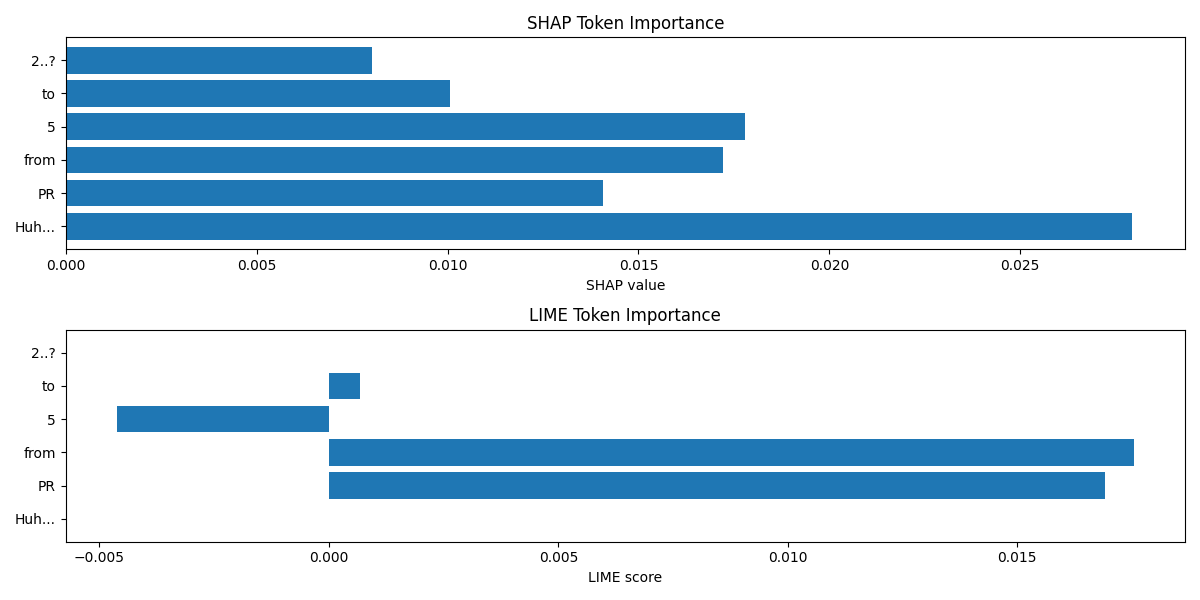 SHAP Token Importance
2..?
to
5
from
PR
Huh...
0.000 0.005 0.010 0.015 0.020 0.025
SHAP value
LIME Token Importance
2..?
to
5
from
PR
Huh...
−0.005 0.000 0.005 0.010 0.015
LIME score